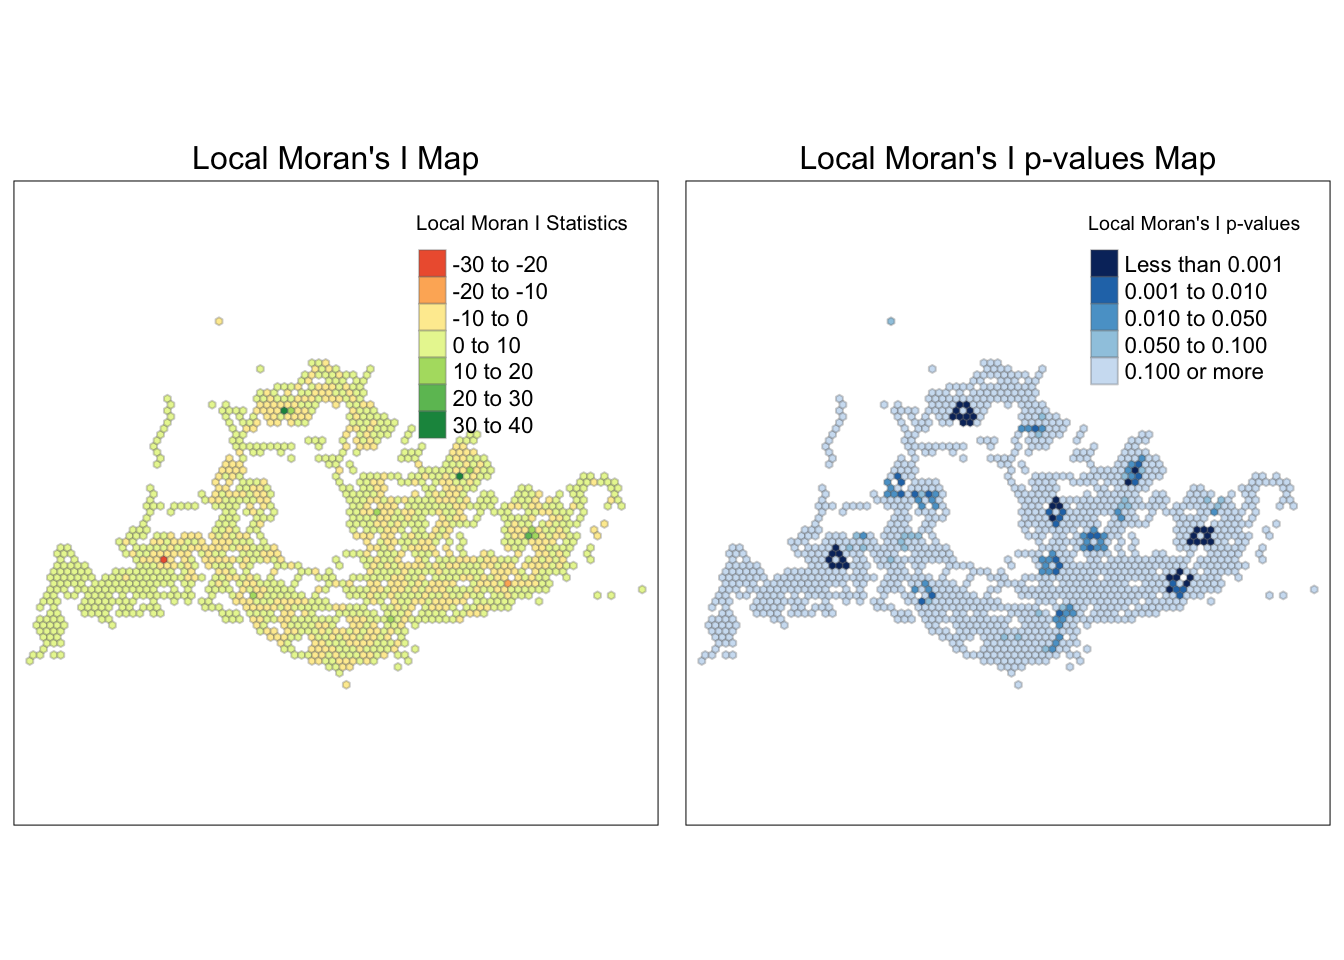 Local Moran's I Map
Local Moran I Statistics
-30 to -20
-20 to -10
-10 to 0
0 to 10
10 to 20
20 to 30
30 to 40
Local Moran's I p-values Map
Local Moran's I p-values
Less than 0.001
0.001 to 0.010
0.010 to 0.050
0.050 to 0.100
0.100 or more